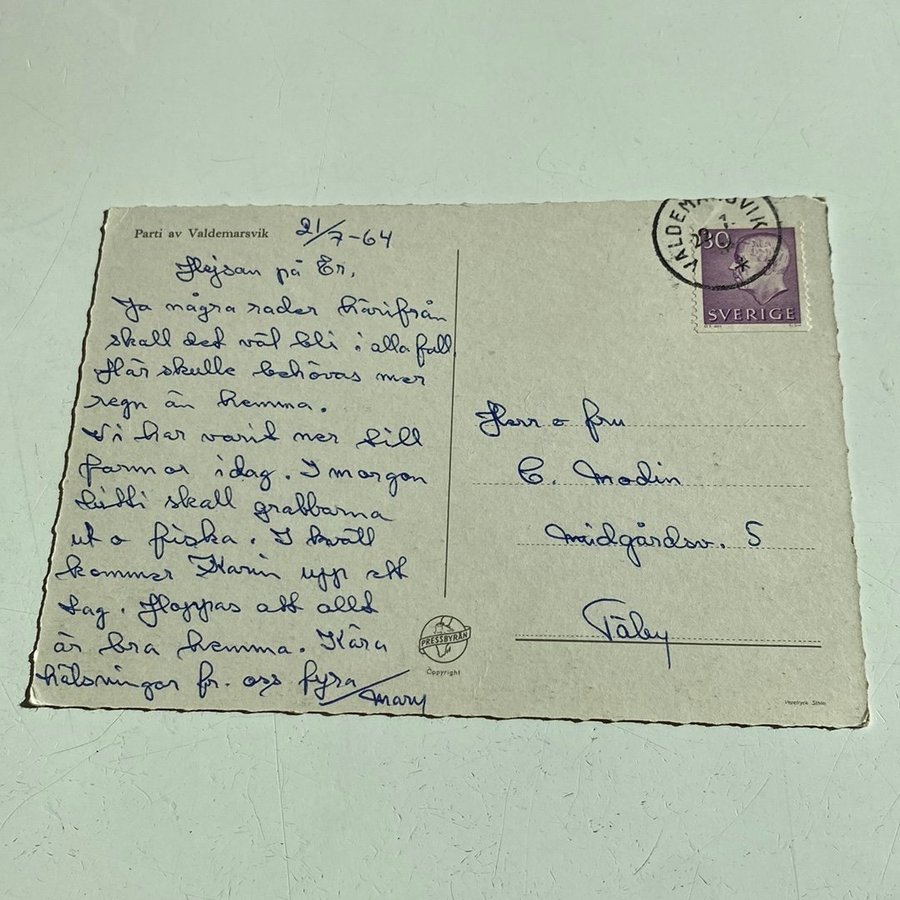 Parti av Valdemarsvik
21/7-64
Hejsan på Er,
Ja några rader härifrån
skall det väl bli i alla fall
Här skulle behövas mer
regn än hemma.
Vi har varit ner till
farmor idag. I morgon
bitti skall grabbarna
ut o fiska. I kväll
kommer Karin upp ett
tag. Hoppas att allt
är bra hemma. Kära
hälsningar fr. oss fyra
/Mary
PRESSBYRÅN
Copyright
VALDEMARSVIK
30
SVERIGE
Herr o fru
C. Modin
Midgårdsv. 5
Täby